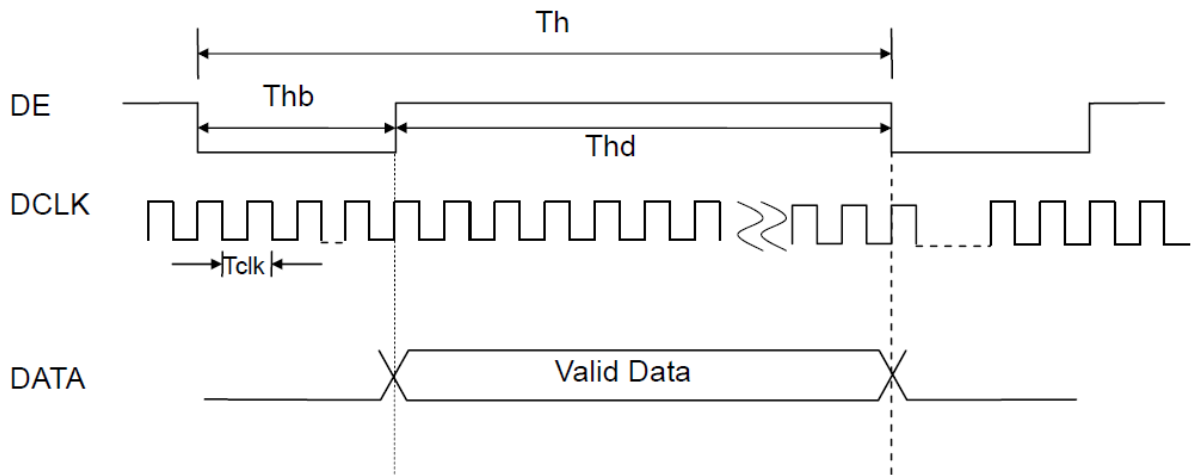 Th
DE
Thb
Thd
DCLK
Tclk
DATA
Valid Data